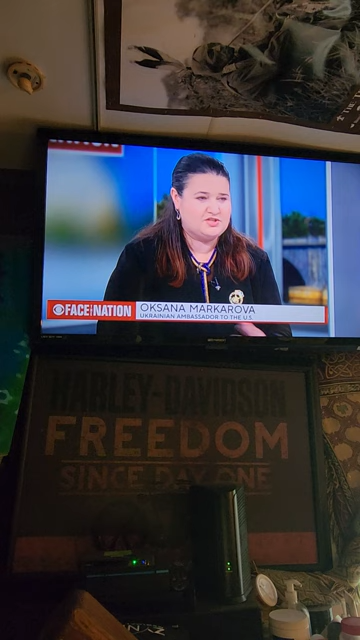 FACE THE NATION
OKSANA MARKAROVA
UKRAINIAN AMBASSADOR TO THE U.S.
HARLEY-DAVIDSON
FREEDOM
SINCE DAY ONE